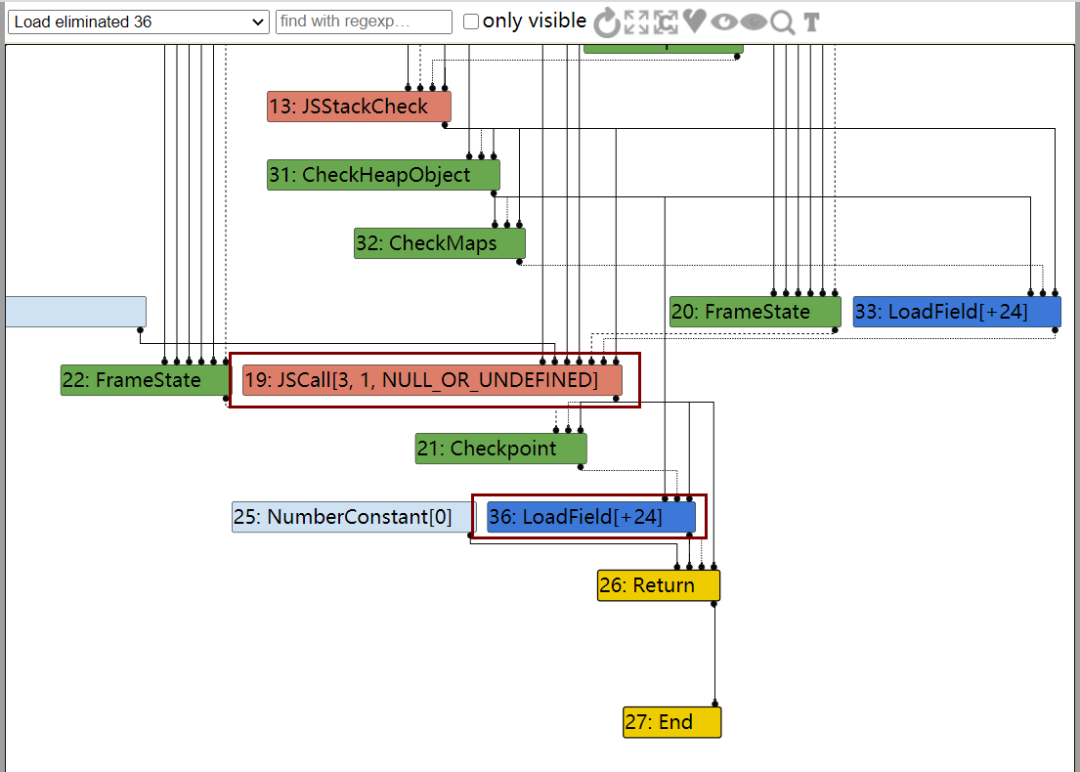 Load eliminated 36 find with regexp... only visible T
13: JSStackCheck
31: CheckHeapObject
32: CheckMaps
20: FrameState 33: LoadField[+24]
22: FrameState 19: JSCall[3, 1, NULL_OR_UNDEFINED]
21: Checkpoint
25: NumberConstant[0] 36: LoadField[+24]
26: Return
27: End